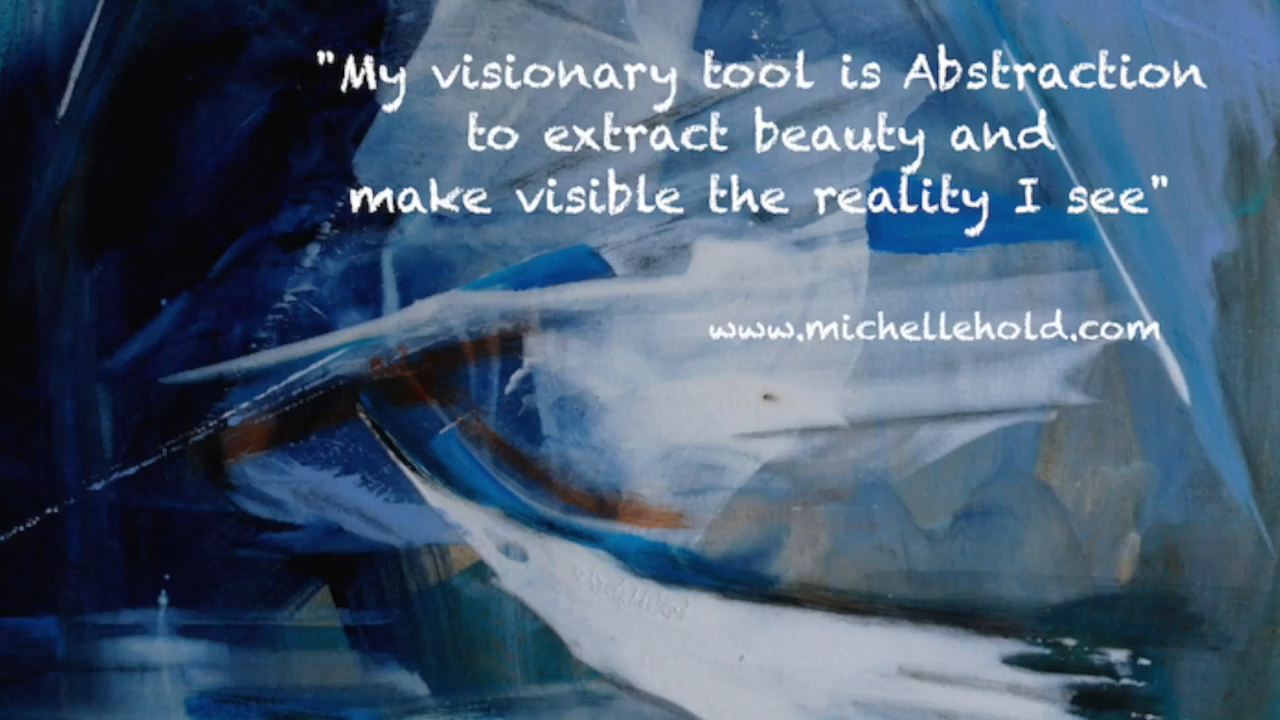 "My visionary tool is Abstraction
to extract beauty and
make visible the reality I see"
www.michellehold.com